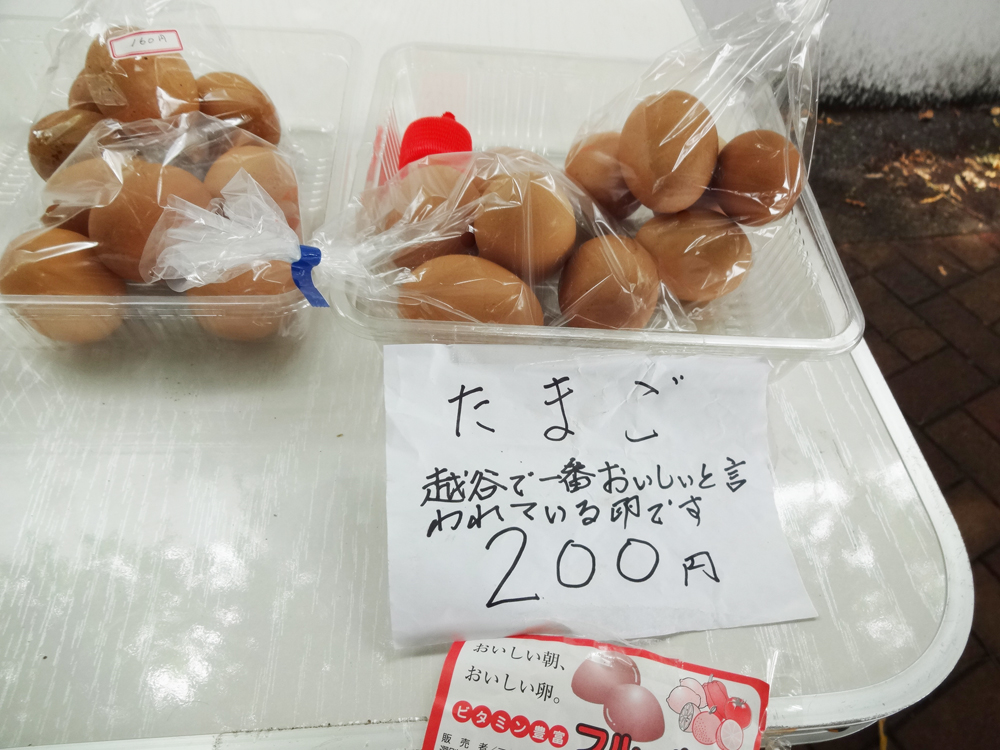 160円
たまご
越谷で一番おいしいと言
われている卵です
200円
おいしい朝、
おいしい卵。
ビタミン豊富
販売者